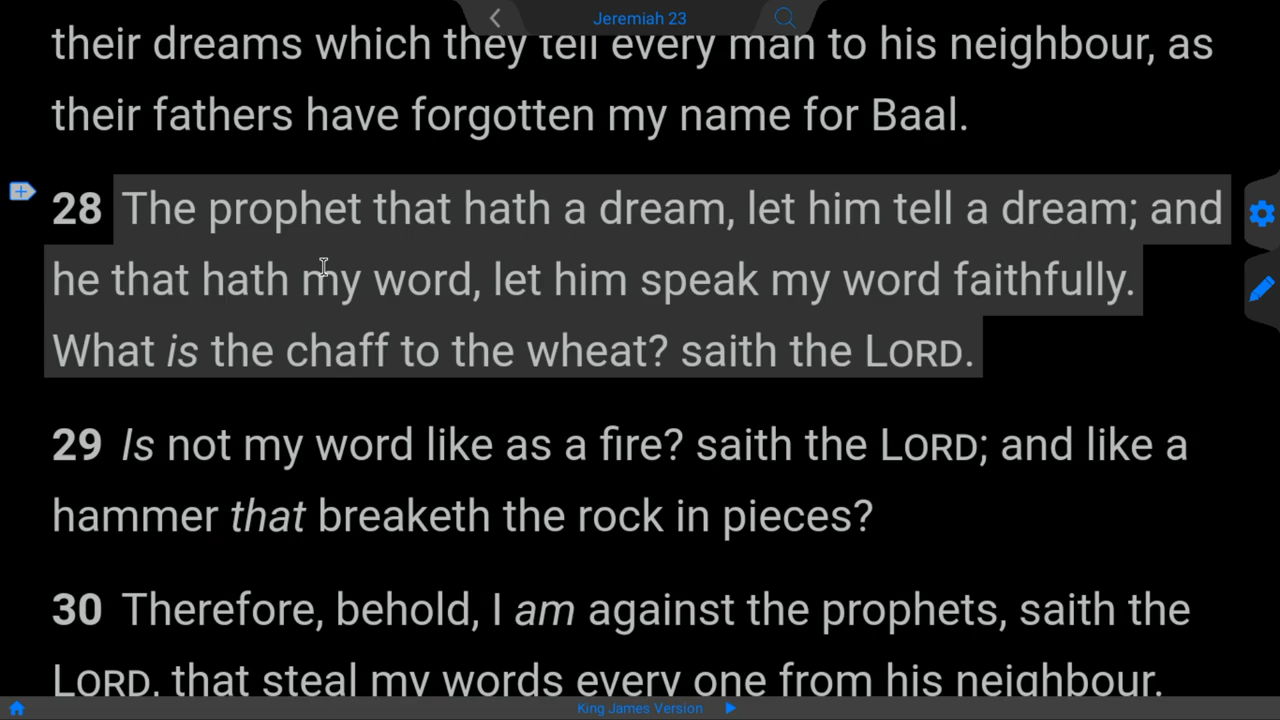 Jeremiah 23
their dreams which they tell every man to his neighbour, as
their fathers have forgotten my name for Baal.
28 The prophet that hath a dream, let him tell a dream; and
he that hath my word, let him speak my word faithfully.
What is the chaff to the wheat? saith the LORD.
29 Is not my word like as a fire? saith the LORD; and like a
hammer that breaketh the rock in pieces?
30 Therefore, behold, I am against the prophets, saith the
LORD, that steal my words every one from his neighbour.
King James Version